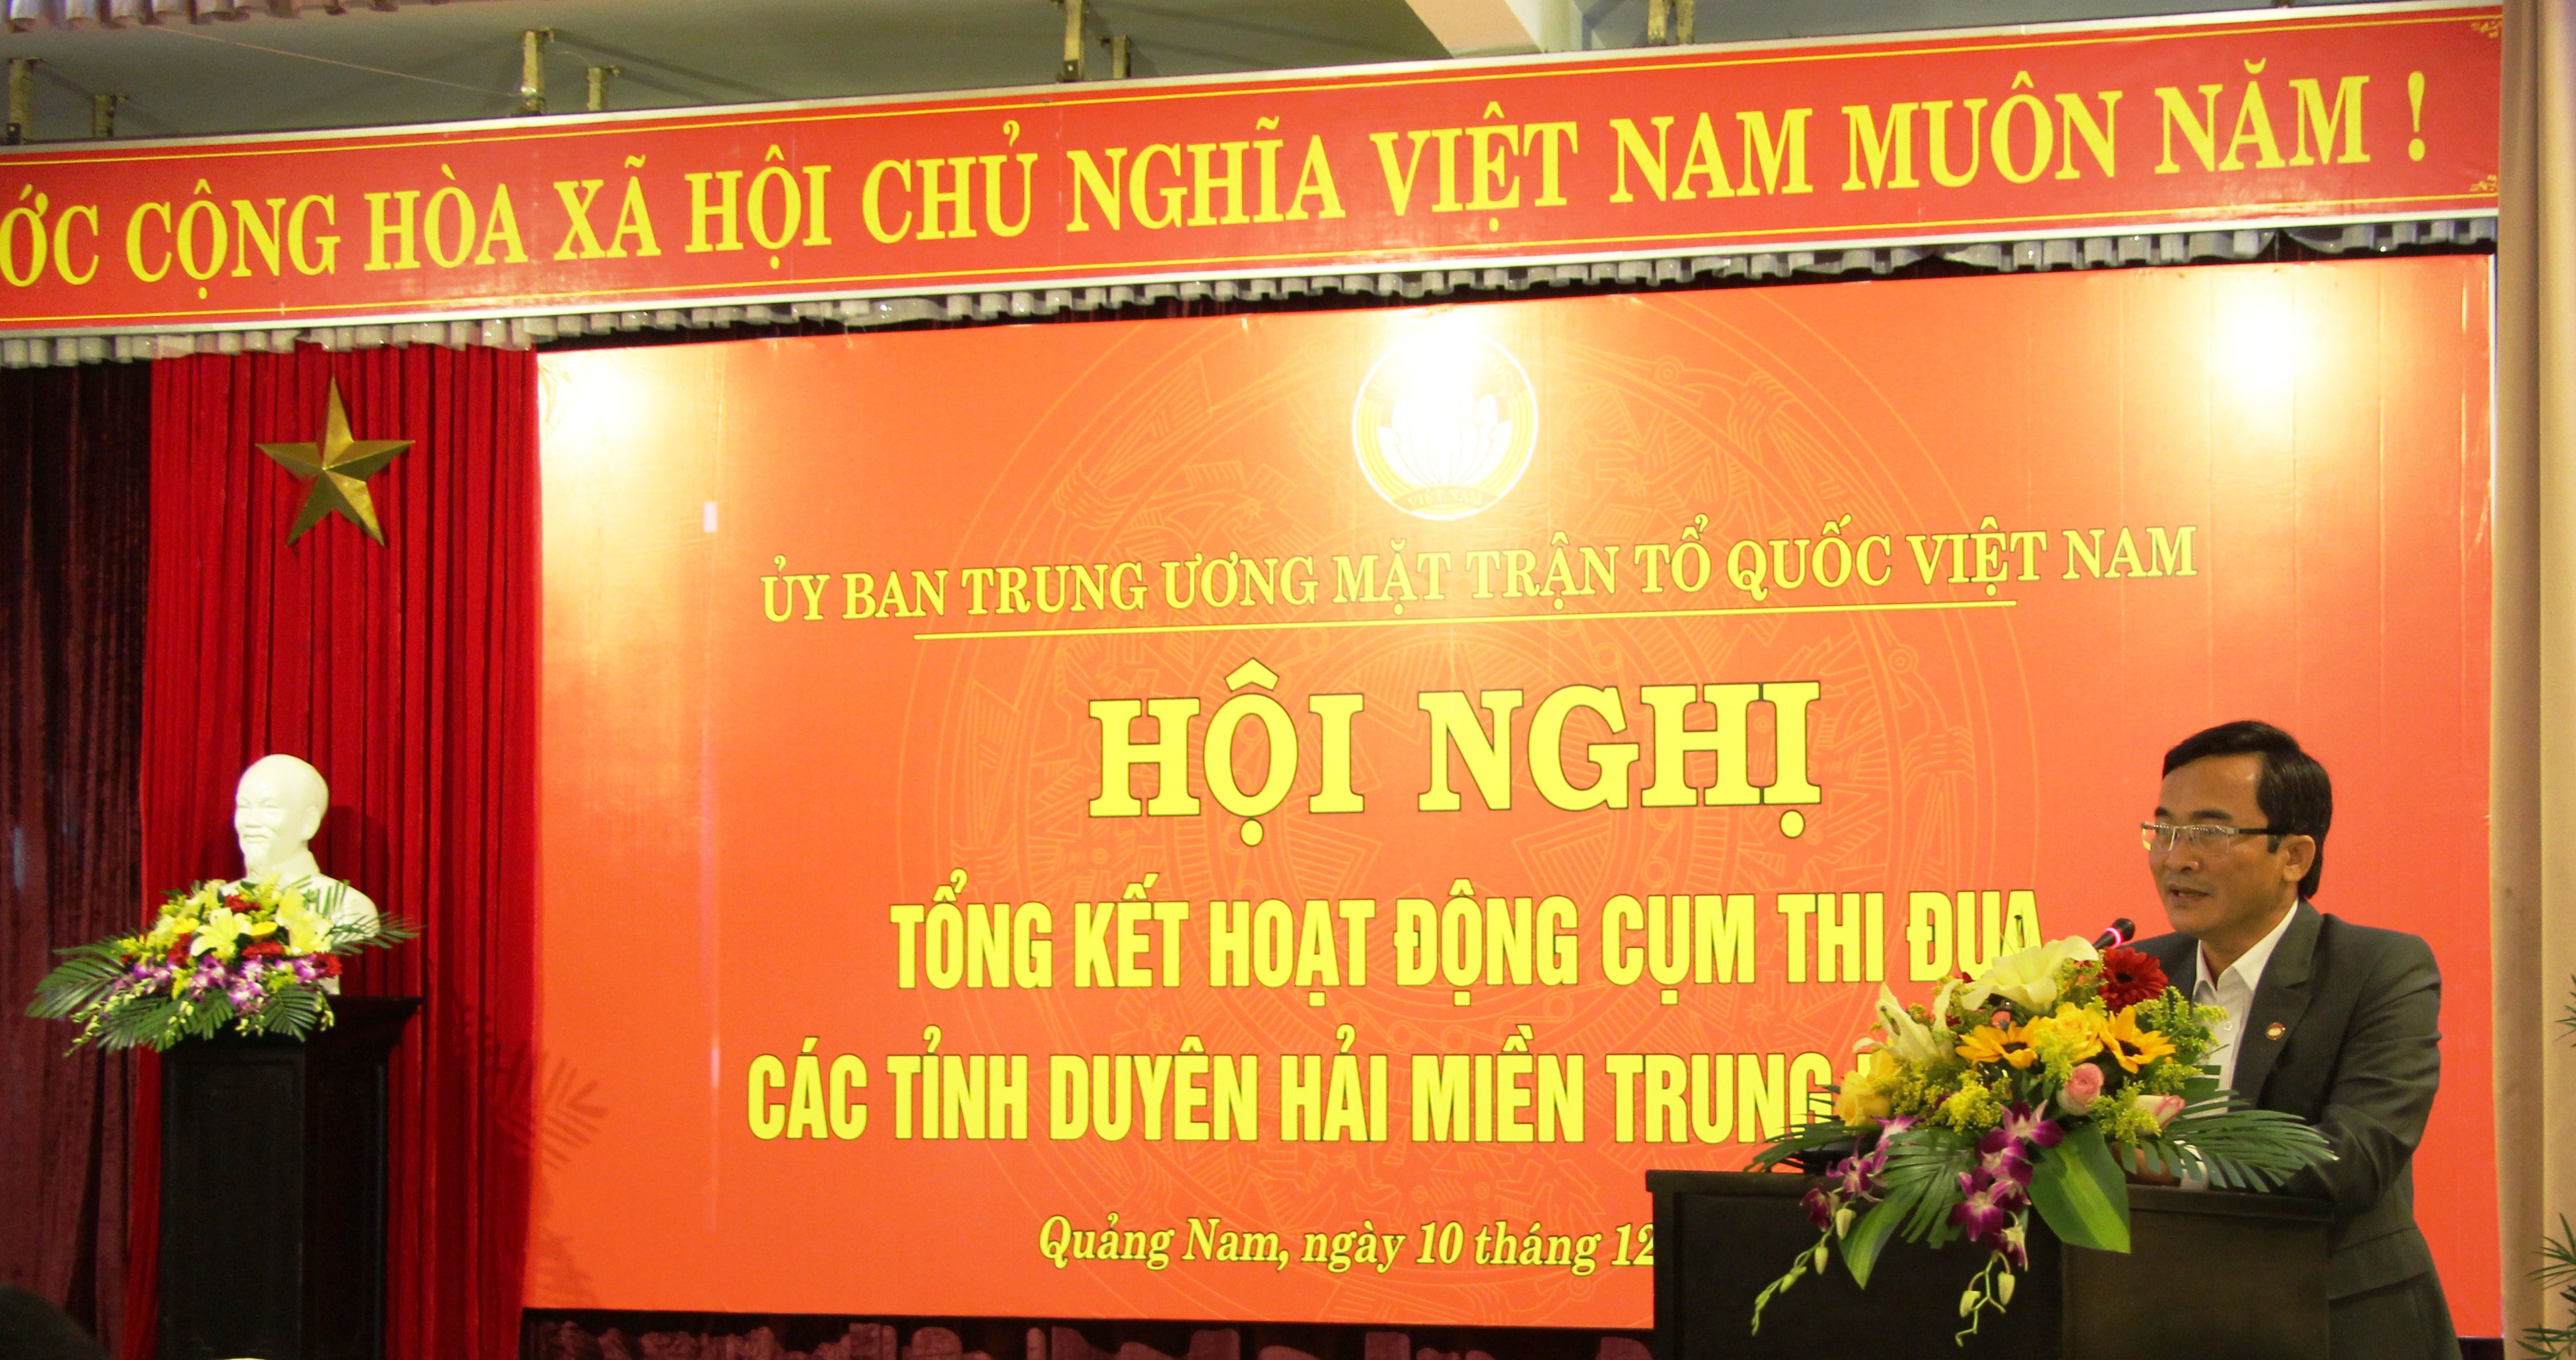 ỚC CỘNG HÒA XÃ HỘI CHỦ NGHĨA VIỆT NAM MUÔN NĂM !
VIỆT NAM
ỦY BAN TRUNG ƯƠNG MẶT TRẬN TỔ QUỐC VIỆT NAM
HỘI NGHỊ
TỔNG KẾT HOẠT ĐỘNG CỤM THI ĐUA
CÁC TỈNH DUYÊN HẢI MIỀN TRUNG
Quảng Nam, ngày 10 tháng 12